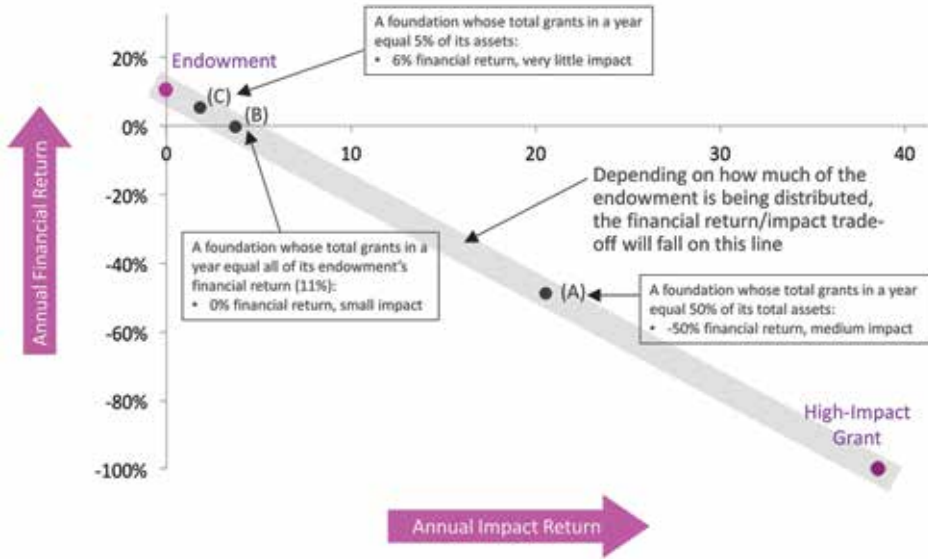 A foundation whose total grants in a year
equal 5% of its assets:
• 6% financial return, very little impact
20%
Endowment
(C)
(B)
0%
0
10
20
30
40
-20%
Depending on how much of the
endowment is being distributed,
the financial return/impact trade-
off will fall on this line
A foundation whose total grants in a
year equal all of its endowment's
financial return (11%):
• 0% financial return, small impact
-40%
(A)
A foundation whose total grants in a year
equal 50% of its total assets:
• -50% financial return, medium impact
-60%
-80%
High-Impact
Grant
-100%
Annual Financial Return
Annual Impact Return